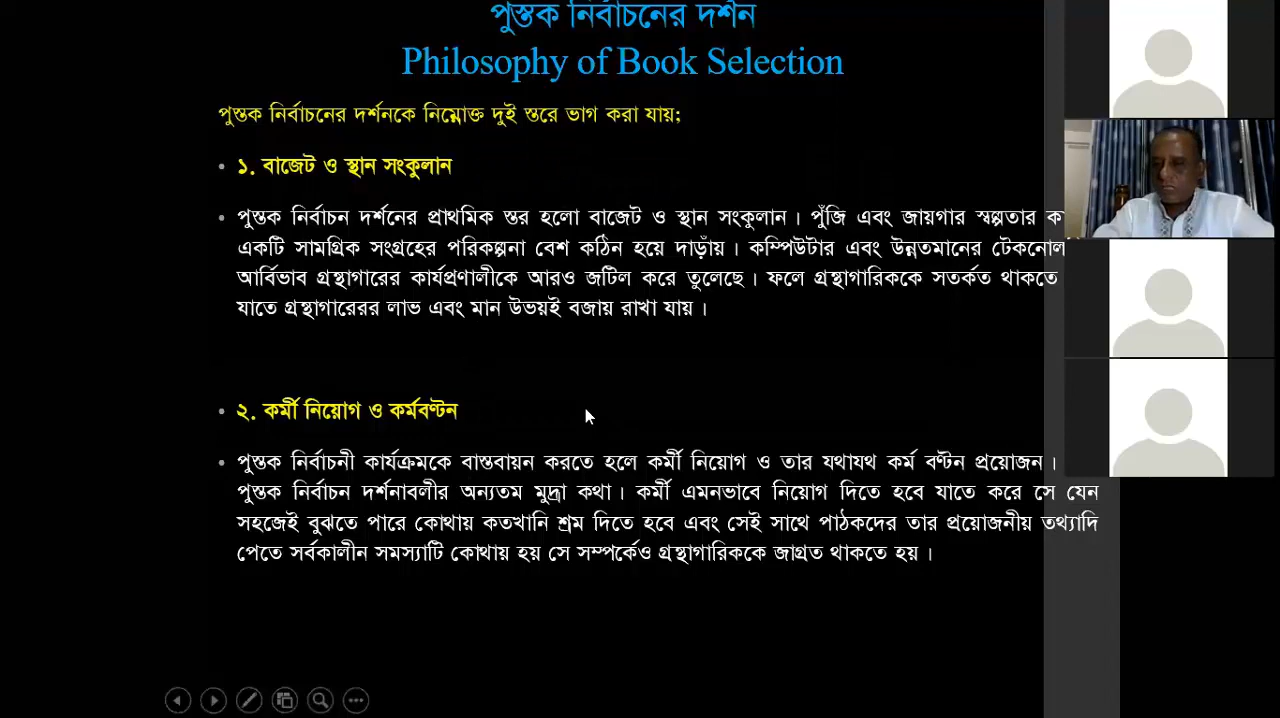 পুস্তক নির্বাচনের দর্শন
Philosophy of Book Selection
পুস্তক নির্বাচনের দর্শনকে নিম্নোক্ত দুই স্তরে ভাগ করা যায়;
• ১. বাজেট ও স্থান সংকুলান
• পুস্তক নির্বাচন দর্শনের প্রাথমিক স্তর হলো বাজেট ও স্থান সংকুলান। পুঁজি এবং জায়গার স্বল্পতার
একটি সামগ্রিক সংগ্রহের পরিকল্পনা বেশ কঠিন হয়ে দাড়াঁয়। কম্পিউটার এবং উন্নতমানের
আর্বিভাব গ্রন্থাগারের কার্যপ্রণালীকে আরও জটিল করে তুলেছে। ফলে গ্রন্থাগারিককে সতর্কত থাকতে
যাতে গ্রন্থাগারেরর লাভ এবং মান উভয়ই বজায় রাখা যায়।
• ২. কর্মী নিয়োগ ও কর্মবণ্টন
• পুস্তক নির্বাচনী কার্যক্রমকে বাস্তবায়ন করতে হলে কর্মী নিয়োগ ও তার যথাযথ কর্ম বণ্টন প্রয়োজন।
পুস্তক নির্বাচন দর্শনাবলীর অন্যতম মুদ্রা কথা। কর্মী এমনভাবে নিয়োগ দিতে হবে যাতে করে সে যেন
সহজেই বুঝতে পারে কোথায় কতখানি শ্রম দিতে হবে এবং সেই সাথে পাঠকদের তার প্রয়োজনীয় তথ্যাদি
পেতে সর্বকালীন সমস্যাটি কোথায় হয় সে সম্পর্কেও গ্রন্থাগারিককে জাগ্রত থাকতে হয়।